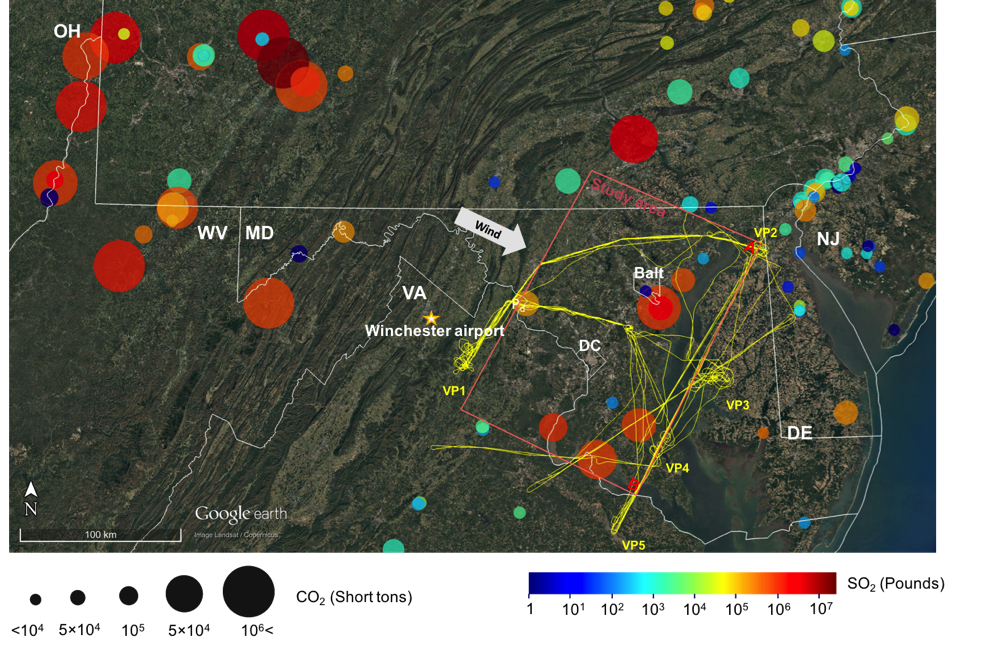 OH
Study area
WV
MD
Wind
VP2
NJ
Balt
VA
Winchester airport
P
A
DC
VP1
VP3
DE
VP4
B
VP5
N
100 km
Google earth
Image Landsat / Copernicus
CO₂ (Short tons)
<10⁴
5×10⁴
10⁵
5×10⁴
10⁶<
SO₂ (Pounds)
1
10¹
10²
10³
10⁴
10⁵
10⁶
10⁷